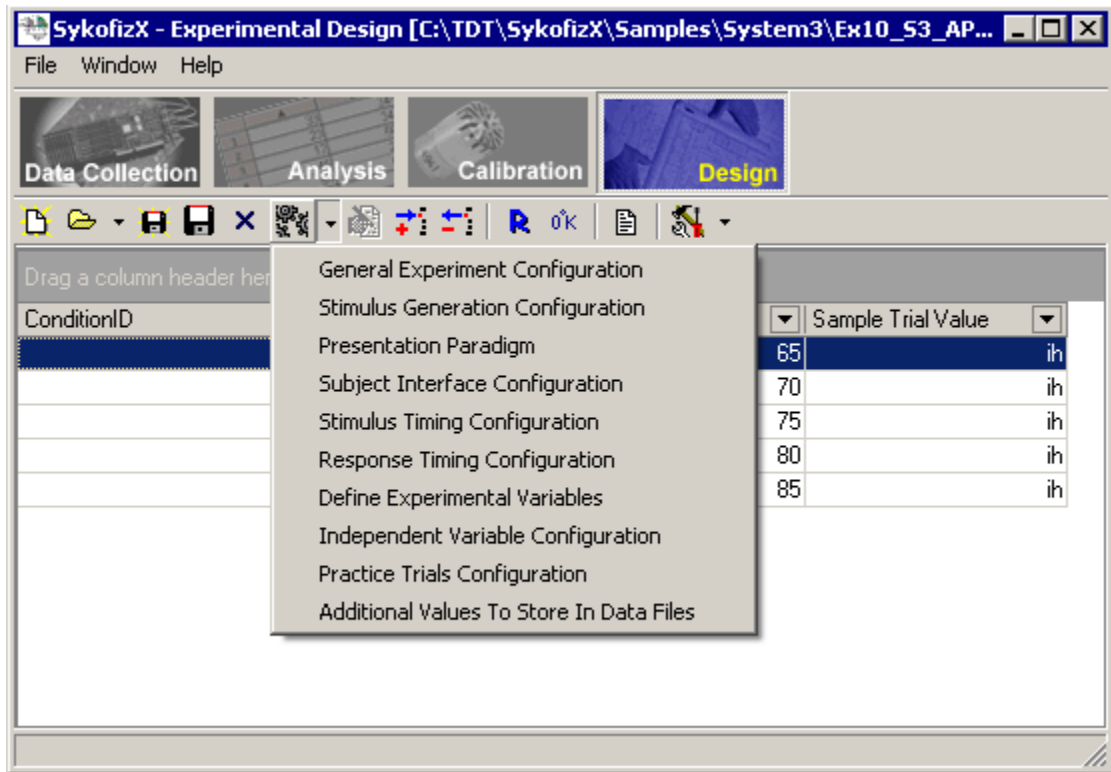 SykofizX - Experimental Design [C:\TDT\SykofizX\Samples\System3\Ex10_S3_AP...
File Window Help
Data Collection Analysis Calibration Design
R OK
Drag a column header her
ConditionID Sample Trial Value
65 ih
70 ih
75 ih
80 ih
85 ih
General Experiment Configuration
Stimulus Generation Configuration
Presentation Paradigm
Subject Interface Configuration
Stimulus Timing Configuration
Response Timing Configuration
Define Experimental Variables
Independent Variable Configuration
Practice Trials Configuration
Additional Values To Store In Data Files